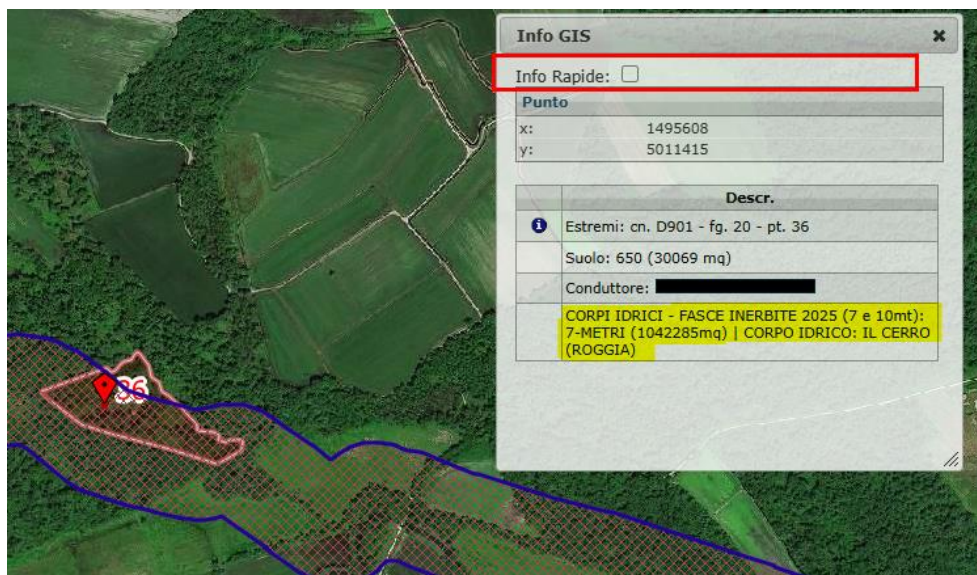 Info GIS
Info Rapide:
Punto
x: 1495608
y: 5011415
Descr.
Estremi: cn. D901 - fg. 20 - pt. 36
Suolo: 650 (30069 mq)
Conduttore:
CORPI IDRICI - FASCE INERBITE 2025 (7 e 10mt):
7-METRI (1042285mq) | CORPO IDRICO: IL CERRO
(ROGGIA)
36